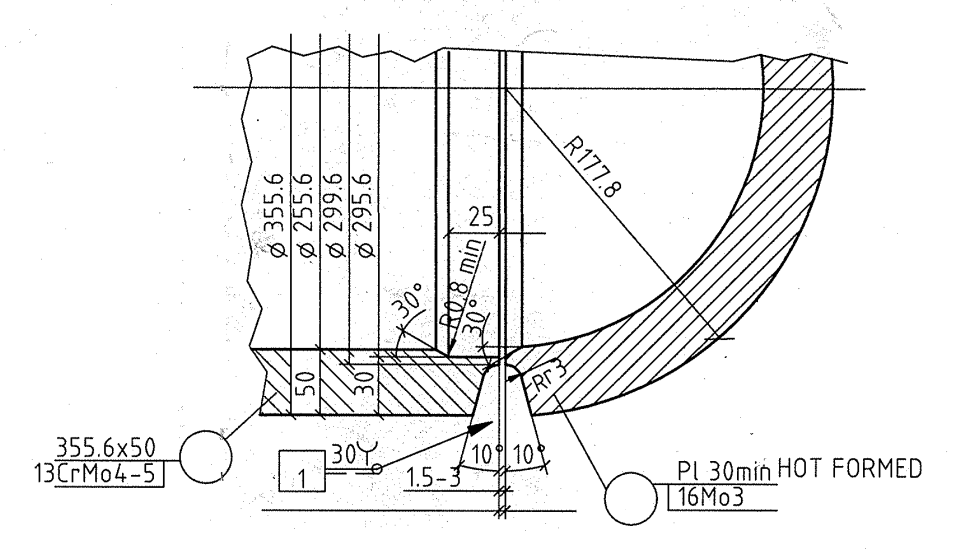 ø 355.6
ø 255.6
ø 299.6
ø 295.6
R177.8
25
30°
R0.8 min
30°
50
30
Rr3
355.6x50
13CrMo4-5
1
30
10°
10°
1.5-3
Pl 30min HOT FORMED
16Mo3